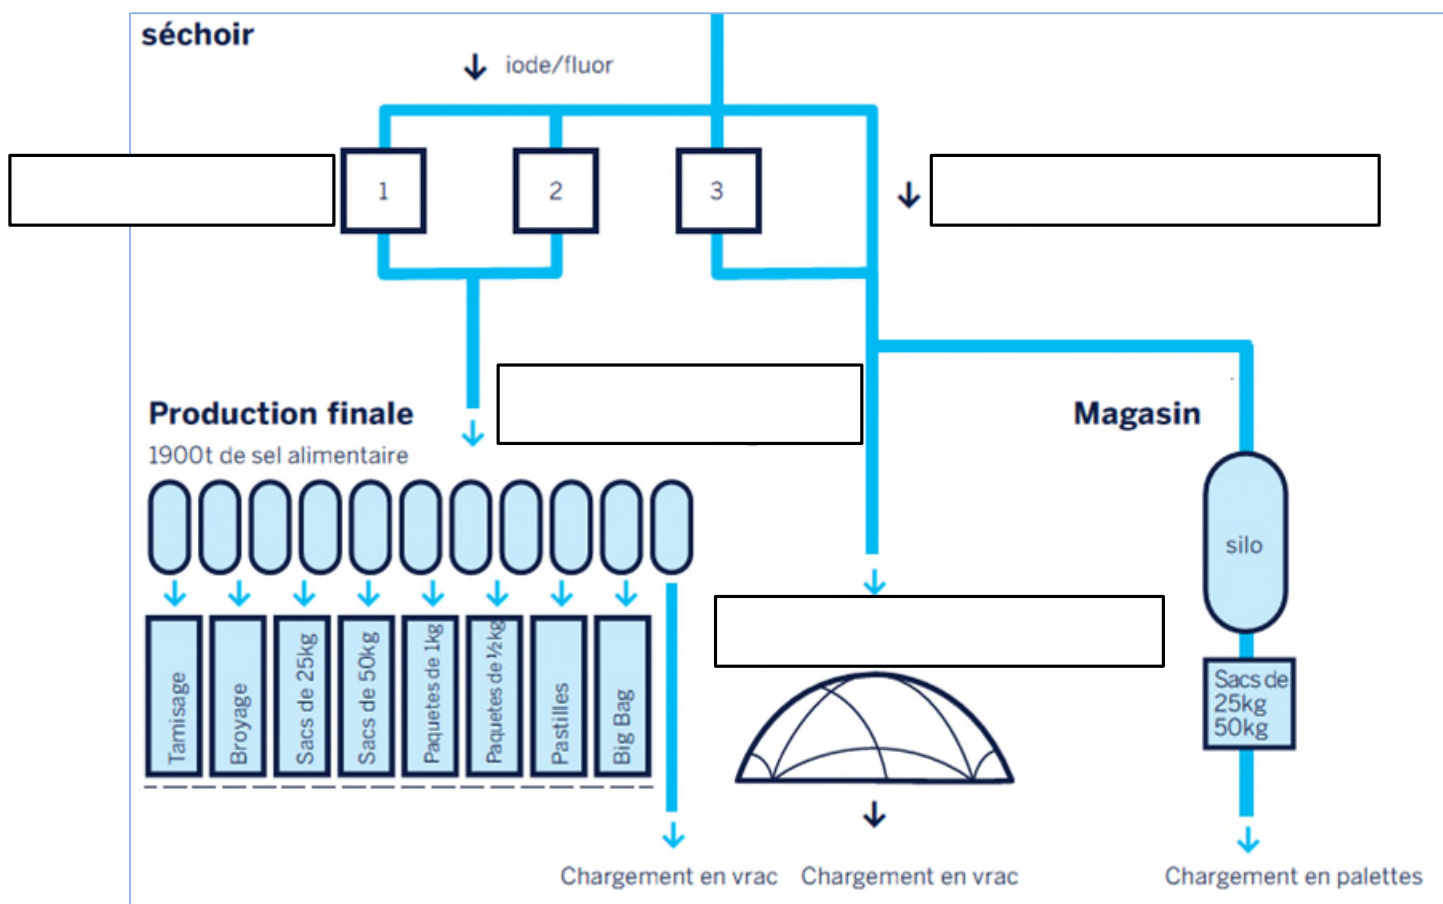 séchoir
iode/fluor
1
2
3
Production finale
1900t de sel alimentaire
Magasin
silo
Tamisage
Broyage
Sacs de 25kg
Sacs de 50kg
Paquetes de 1kg
Paquetes de ½kg
Pastilles
Big Bag
Sacs de
25kg
50kg
Chargement en vrac
Chargement en vrac
Chargement en palettes